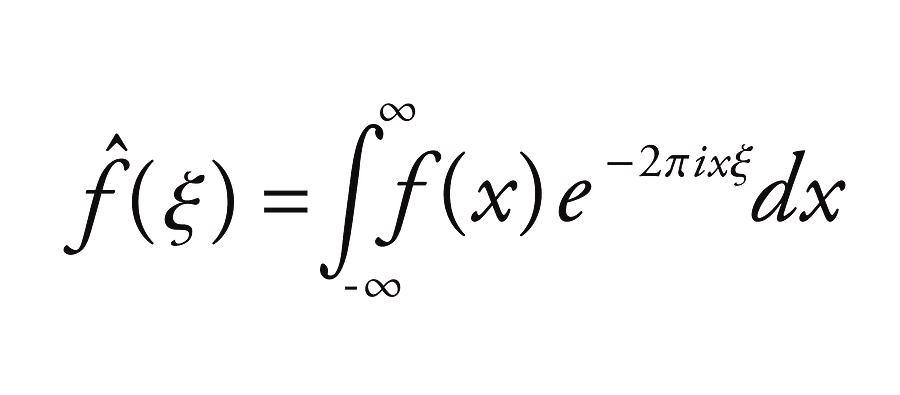 f̂(ξ) = ∫_{-∞}^{∞} f(x) e^{−2πixξ} dx